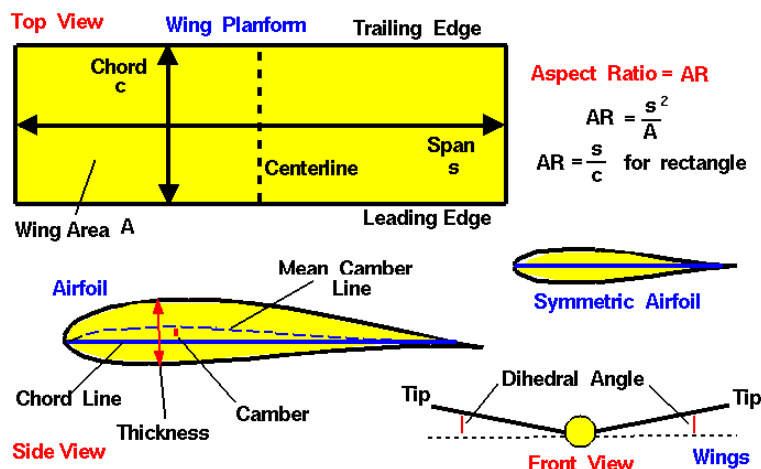 Top View
Wing Planform
Trailing Edge
Chord
c
Span
s
Centerline
Wing Area A
Leading Edge
Aspect Ratio = AR
AR = s²/A
AR = s/c for rectangle
Airfoil
Mean Camber
Line
Symmetric Airfoil
Chord Line
Thickness
Camber
Side View
Tip
Dihedral Angle
Tip
Front View
Wings